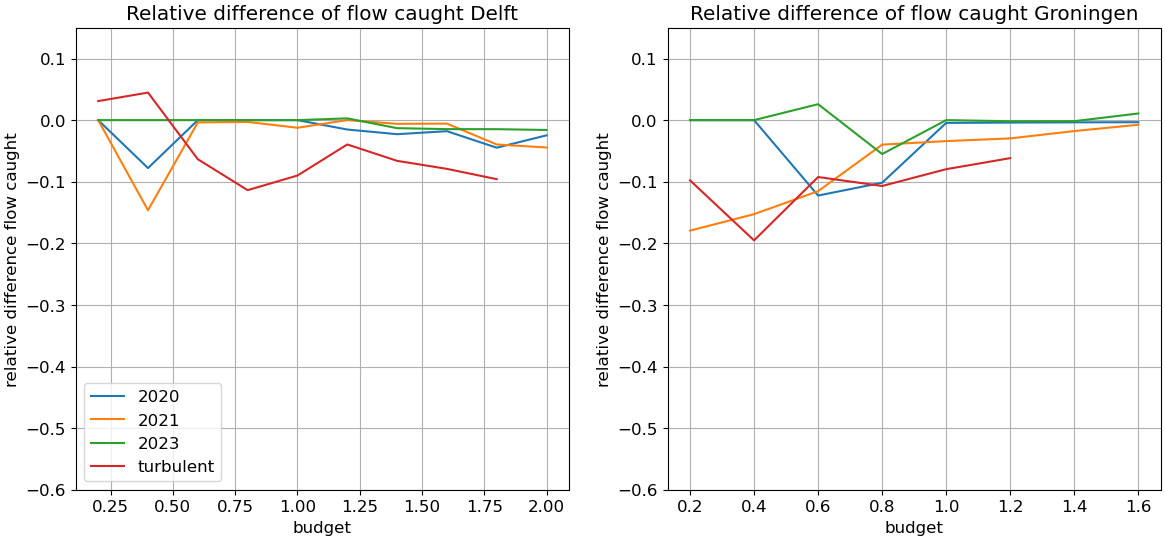 Relative difference of flow caught Delft
relative difference flow caught
0.1
0.0
−0.1
−0.2
−0.3
−0.4
−0.5
−0.6
2020
2021
2023
turbulent
0.25 0.50 0.75 1.00 1.25 1.50 1.75 2.00
budget
Relative difference of flow caught Groningen
relative difference flow caught
0.1
0.0
−0.1
−0.2
−0.3
−0.4
−0.5
−0.6
0.2 0.4 0.6 0.8 1.0 1.2 1.4 1.6
budget